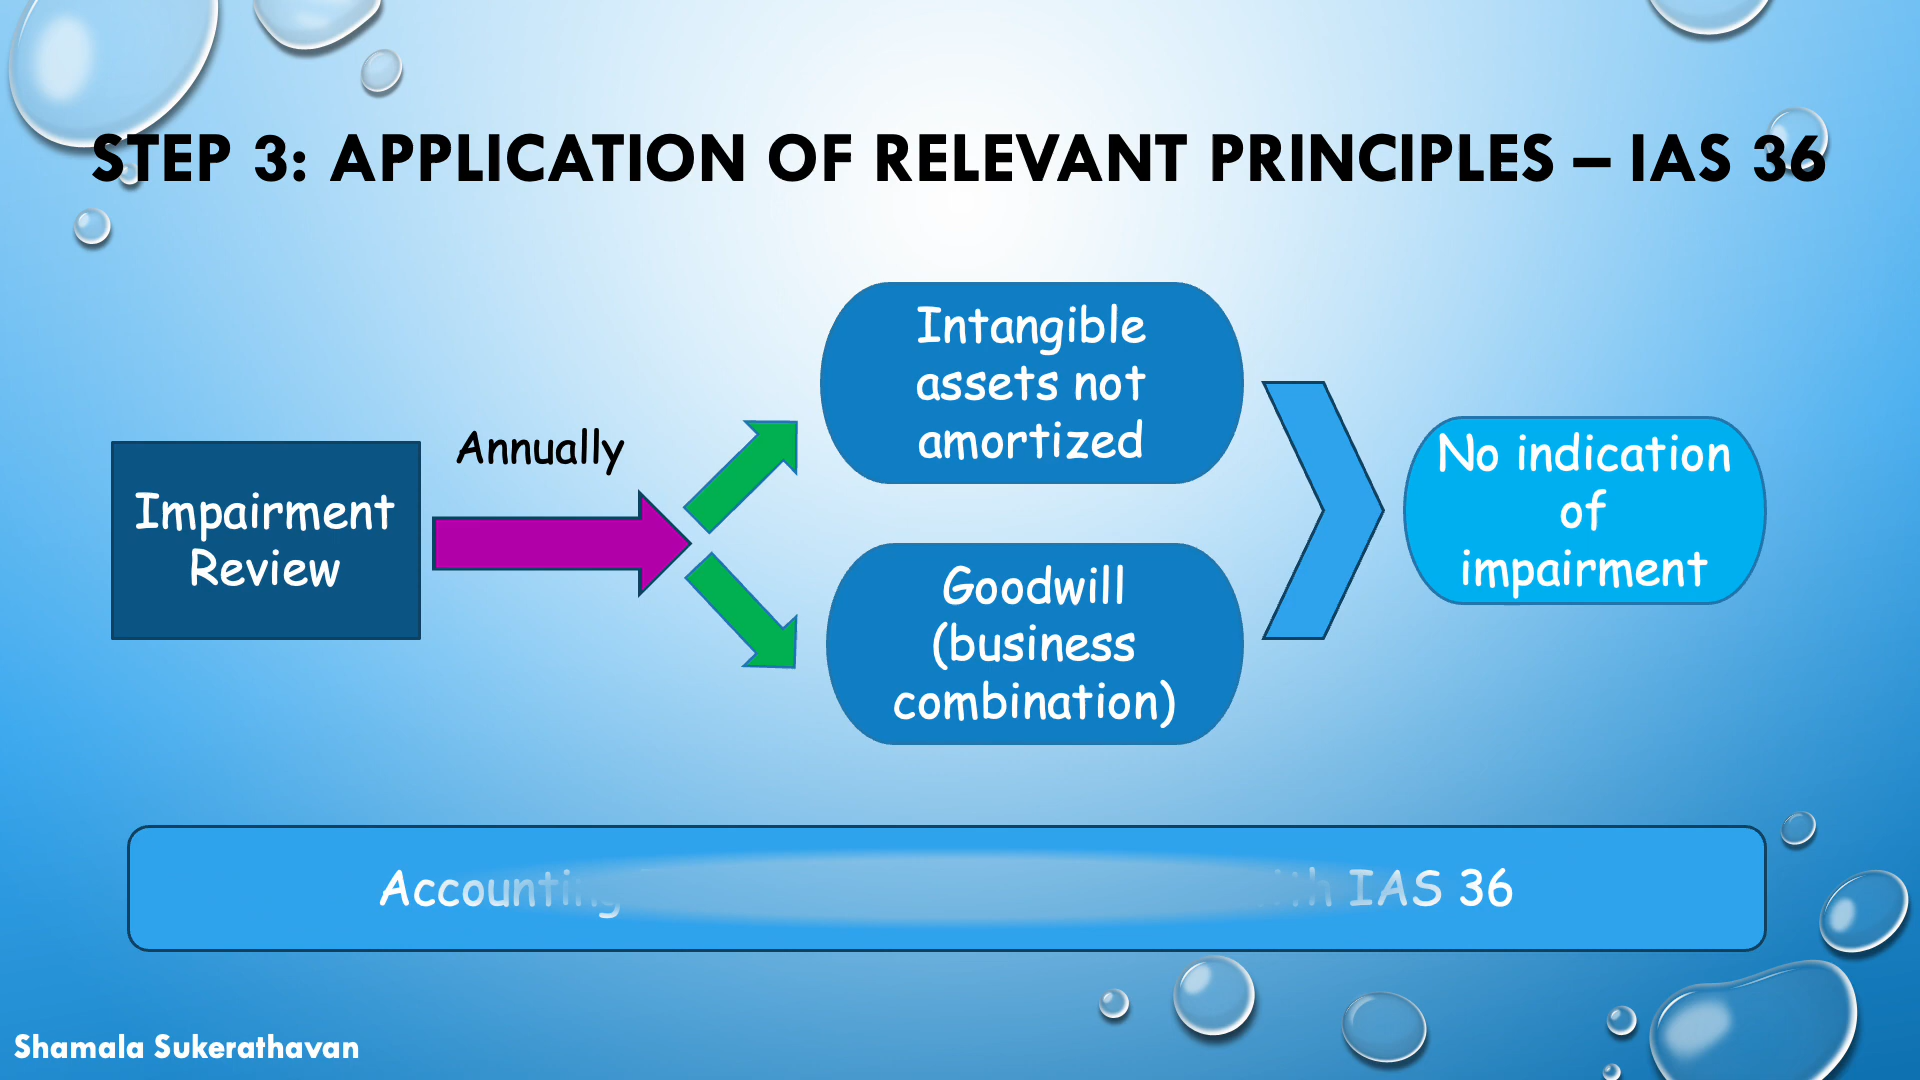 STEP 3: APPLICATION OF RELEVANT PRINCIPLES – IAS 36
Impairment
Review
Annually
Intangible
assets not
amortized
Goodwill
(business
combination)
No indication
of
impairment
Accounting IAS 36
Shamala Sukerathavan